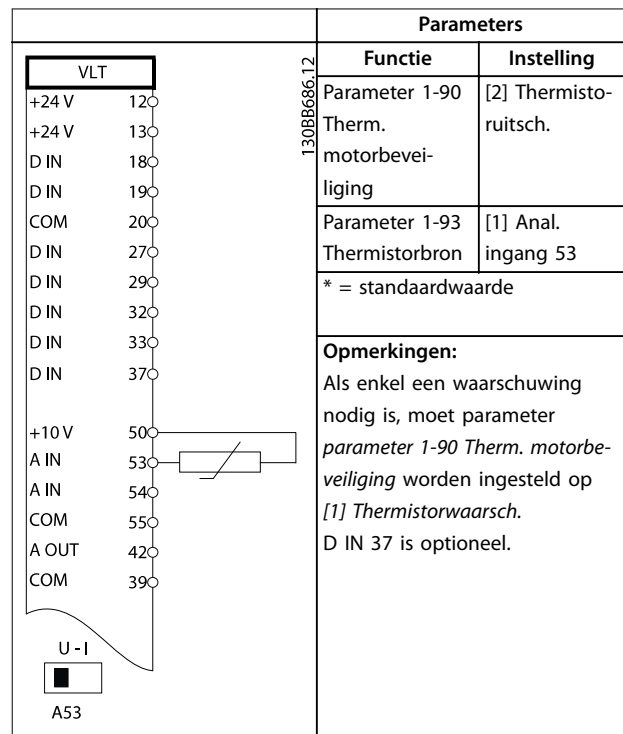 VLT
+24 V 12
+24 V 13
D IN 18
D IN 19
COM 20
D IN 27
D IN 29
D IN 32
D IN 33
D IN 37
+10 V 50
A IN 53
A IN 54
COM 55
A OUT 42
COM 39
U - I
A53
130BB686.12
Parameters
Functie Instelling
Parameter 1-90 [2] Thermisto-
Therm. ruitsch.
motorbevei-
liging
Parameter 1-93 [1] Anal.
Thermistorbron ingang 53
* = standaardwaarde
Opmerkingen:
Als enkel een waarschuwing
nodig is, moet parameter
parameter 1-90 Therm. motorbe-
veiliging worden ingesteld op
[1] Thermistorwaarsch.
D IN 37 is optioneel.